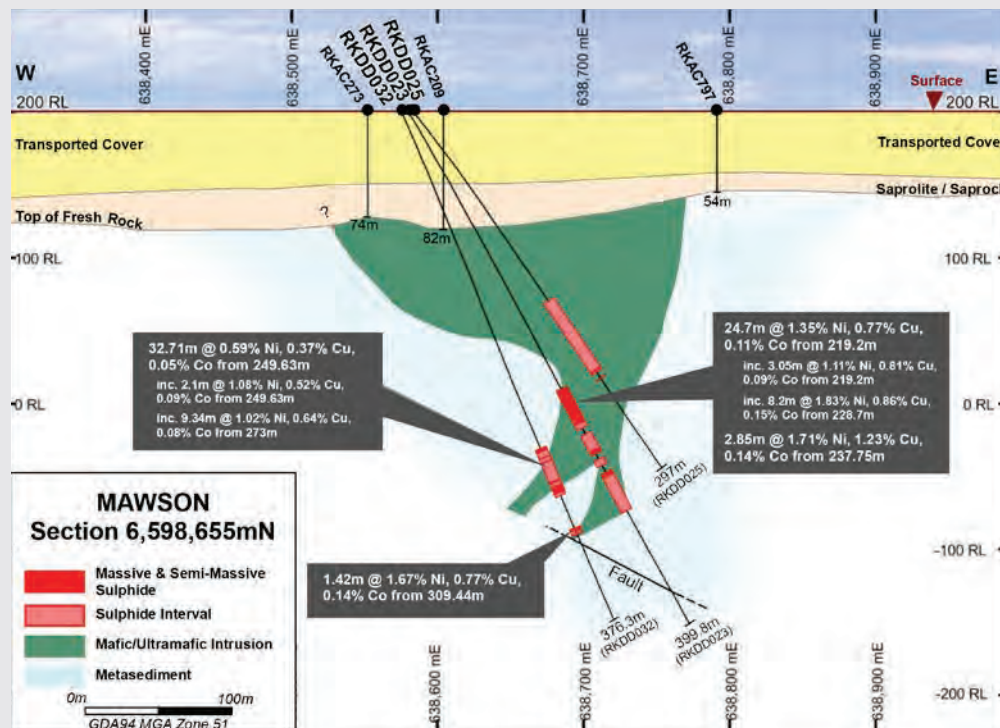 638,400 mE
638,500 mE
RKAC273
RKDD032
RKDD023
RKDD025
RKAC209
638,700 mE
RKAC797
638,800 mE
638,900 mE
W
E
Surface
200 RL
200 RL
Transported Cover
Transported Cove
Saprolite / Saproc
Top of Fresh Rock
?
74m
82m
54m
100 RL
100 RL
32.71m @ 0.59% Ni, 0.37% Cu,
0.05% Co from 249.63m
inc. 2.1m @ 1.08% Ni, 0.52% Cu,
0.09% Co from 249.63m
inc. 9.34m @ 1.02% Ni, 0.64% Cu,
0.08% Co from 273m
24.7m @ 1.35% Ni, 0.77% Cu,
0.11% Co from 219.2m
inc. 3.05m @ 1.11% Ni, 0.81% Cu,
0.09% Co from 219.2m
inc. 8.2m @ 1.83% Ni, 0.86% Cu,
0.15% Co from 228.7m
2.85m @ 1.71% Ni, 1.23% Cu,
0.14% Co from 237.75m
0 RL
0 RL
297m
(RKDD025)
MAWSON
Section 6,598,655mN
Massive & Semi-Massive
Sulphide
Sulphide Interval
Mafic/Ultramafic Intrusion
Metasediment
0m
100m
GDA94 MGA Zone 51
1.42m @ 1.67% Ni, 0.77% Cu,
0.14% Co from 309.44m
Fault
376.3m
(RKDD032)
399.8m
(RKDD023)
-100 RL
-200 RL
638,600 mE
638,700 mE
638,800 mE
638,900 mE